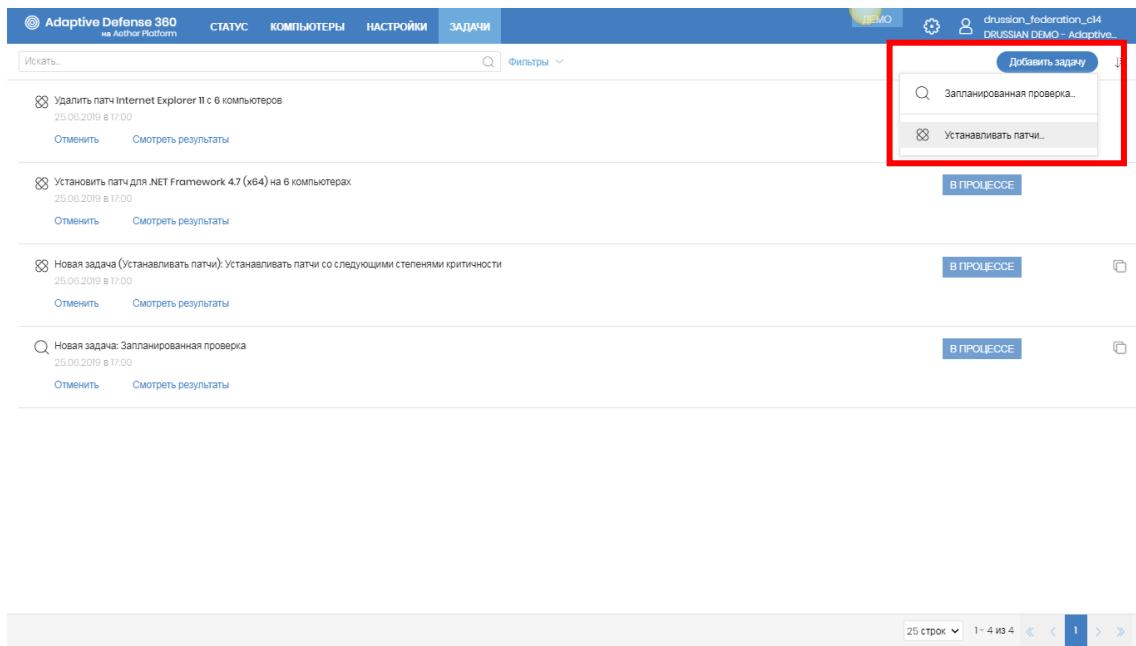 Adaptive Defense 360
на Aether Platform
СТАТУС
КОМПЬЮТЕРЫ
НАСТРОЙКИ
ЗАДАЧИ
ДЕМО
drussian_federation_c14
DRUSSIAN DEMO - Adaptive...
Искать...
Фильтры
Добавить задачу
Запланированная проверка...
Устанавливать патчи...
Удалить патч Internet Explorer 11 с 6 компьютеров
25.06.2019 в 17:00
Отменить Смотреть результаты
Установить патч для .NET Framework 4.7 (x64) на 6 компьютерах
25.06.2019 в 17:00
Отменить Смотреть результаты
В ПРОЦЕССЕ
Новая задача (Устанавливать патчи): Устанавливать патчи со следующими степенями критичности
25.06.2019 в 17:00
Отменить Смотреть результаты
В ПРОЦЕССЕ
Новая задача: Запланированная проверка
25.06.2019 в 17:00
Отменить Смотреть результаты
В ПРОЦЕССЕ
25 строк
1 - 4 из 4
1